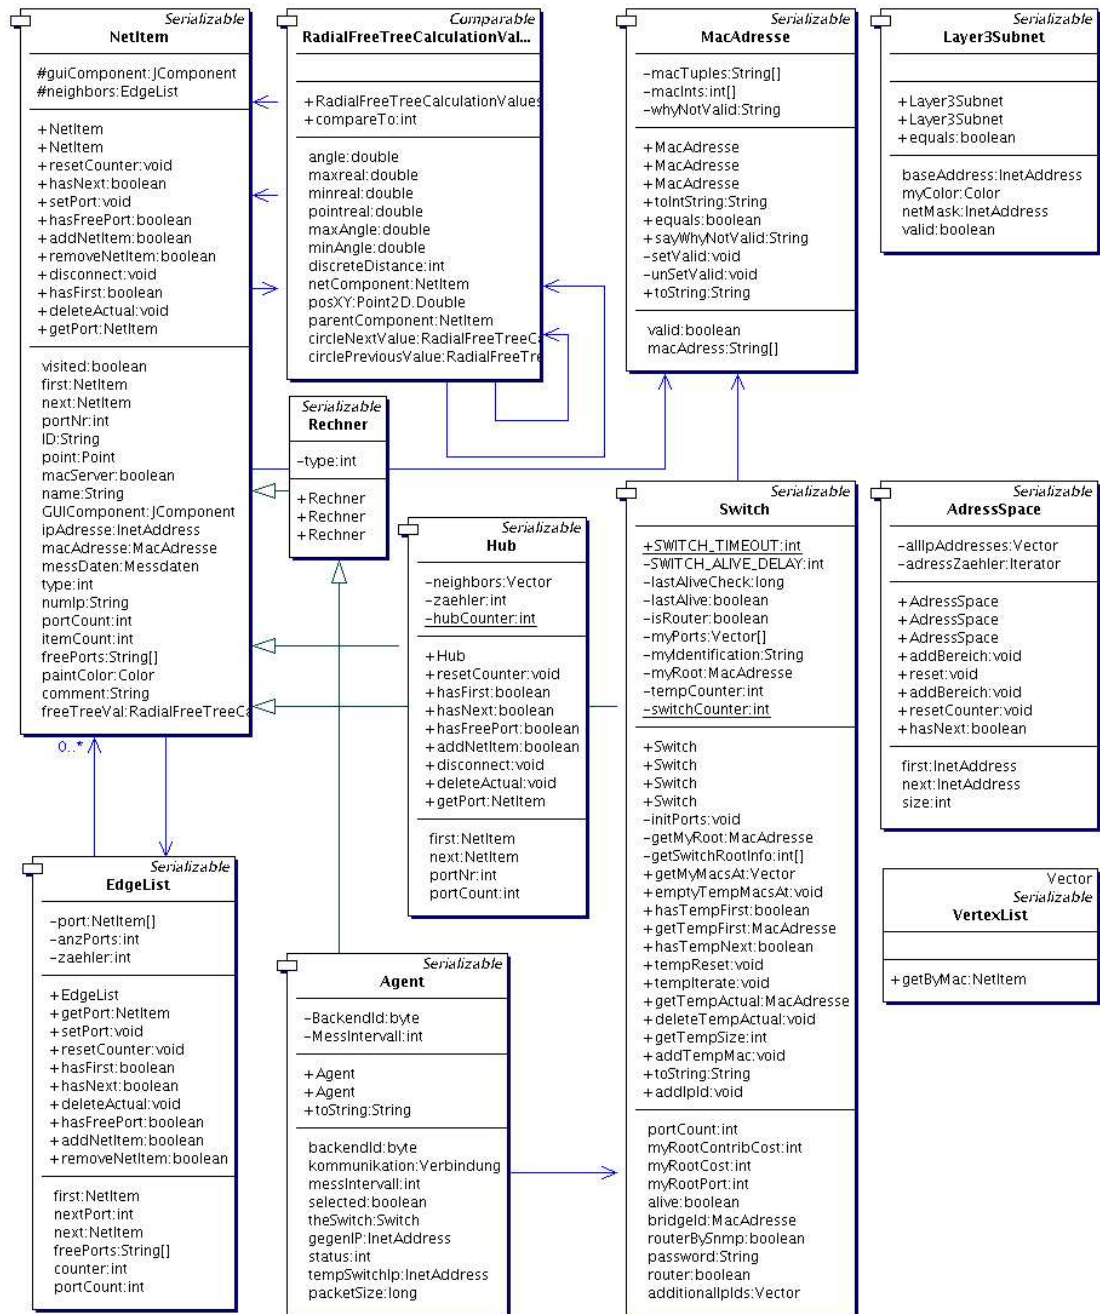 Serializable
NetItem
#guiComponent:JComponent
#neighbors:EdgeList
+NetItem
+NetItem
+resetCounter:void
+hasNext:boolean
+setPort:void
+hasFreePort:boolean
+addNetItem:boolean
+removeNetItem:boolean
+disconnect:void
+hasFirst:boolean
+deleteActual:void
+getPort:NetItem
visited:boolean
first:NetItem
next:NetItem
portNr:int
ID:String
point:Point
macServer:boolean
name:String
GUIComponent:JComponent
ipAdresse:InetAddress
macAdresse:MacAdresse
messDaten:Messdaten
type:int
numIp:String
portCount:int
itemCount:int
freePorts:String[]
paintColor:Color
comment:String
freeTreeVal:RadialFreeTreeCa
0..*
Comparable
RadialFreeTreeCalculationVal...
+RadialFreeTreeCalculationValues
+compareTo:int
angle:double
maxreal:double
minreal:double
pointreal:double
maxAngle:double
minAngle:double
discreteDistance:int
netComponent:NetItem
posXY:Point2D.Double
parentComponent:NetItem
circleNextValue:RadialFreeTreeCa
circlePreviousValue:RadialFreeTre
Serializable
MacAdresse
-macTuples:String[]
-macInts:int[]
-whyNotValid:String
+MacAdresse
+MacAdresse
+MacAdresse
+toIntString:String
+equals:boolean
+sayWhyNotValid:String
-setValid:void
-unSetValid:void
+toString:String
valid:boolean
macAdress:String[]
Serializable
Layer3Subnet
+Layer3Subnet
+Layer3Subnet
+equals:boolean
baseAddress:InetAddress
myColor:Color
netMask:InetAddress
valid:boolean
Serializable
Rechner
-type:int
+Rechner
+Rechner
+Rechner
Serializable
Hub
-neighbors:Vector
-zaehler:int
-hubCounter:int
+Hub
+resetCounter:void
+hasFirst:boolean
+hasNext:boolean
+hasFreePort:boolean
+addNetItem:boolean
+disconnect:void
+deleteActual:void
+getPort:NetItem
first:NetItem
next:NetItem
portNr:int
portCount:int
Serializable
Switch
+SWITCH_TIMEOUT:int
-SWITCH_ALIVE_DELAY:int
-lastAliveCheck:long
-lastAlive:boolean
-isRouter:boolean
-myPorts:Vector[]
-myIdentification:String
-myRoot:MacAdresse
-tempCounter:int
-switchCounter:int
+Switch
+Switch
+Switch
+Switch
-initPorts:void
-getMyRoot:MacAdresse
-getSwitchRootInfo:int[]
+getMyMacsAt:Vector
+emptyTempMacsAt:void
+hasTempFirst:boolean
+getTempFirst:MacAdresse
+hasTempNext:boolean
+tempReset:void
+tempIterate:void
+getTempActual:MacAdresse
+deleteTempActual:void
+getTempSize:int
+addTempMac:void
+toString:String
+addIpId:void
portCount:int
myRootContribCost:int
myRootCost:int
myRootPort:int
alive:boolean
bridgeId:MacAdresse
routerBySnmp:boolean
password:String
router:boolean
additionalIpIds:Vector
Serializable
AdressSpace
-allIpAddresses:Vector
-adressZaehler:Iterator
+AdressSpace
+AdressSpace
+AdressSpace
+addBereich:void
+reset:void
+addBereich:void
+resetCounter:void
+hasNext:boolean
first:InetAddress
next:InetAddress
size:int
Serializable
EdgeList
-port:NetItem[]
-anzPorts:int
-zaehler:int
+EdgeList
+getPort:NetItem
+setPort:void
+resetCounter:void
+hasFirst:boolean
+hasNext:boolean
+deleteActual:void
+hasFreePort:boolean
+addNetItem:boolean
+removeNetItem:boolean
first:NetItem
nextPort:int
next:NetItem
freePorts:String[]
counter:int
portCount:int
Serializable
Agent
-BackendId:byte
-MessIntervall:int
+Agent
+Agent
+toString:String
backendId:byte
kommunikation:Verbindung
messIntervall:int
selected:boolean
theSwitch:Switch
gegenIP:InetAddress
status:int
tempSwitchIp:InetAddress
packetSize:long
Vector
Serializable
VertexList
+getByMac:NetItem